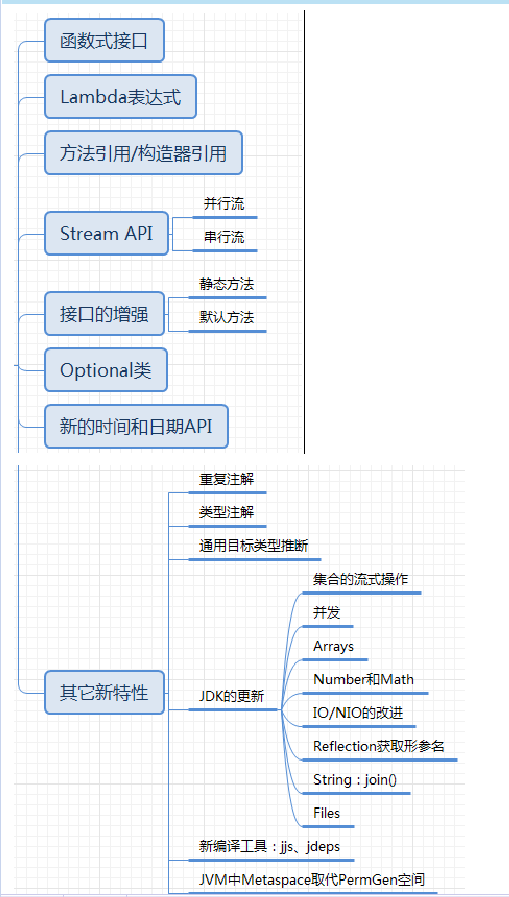 函数式接口
Lambda表达式
方法引用/构造器引用
Stream API
并行流
串行流
接口的增强
静态方法
默认方法
Optional类
新的时间和日期API
其它新特性
重复注解
类型注解
通用目标类型推断
JDK的更新
集合的流式操作
并发
Arrays
Number和Math
IO/NIO的改进
Reflection获取形参名
String：join()
Files
新编译工具：jjs、jdeps
JVM中Metaspace取代PermGen空间